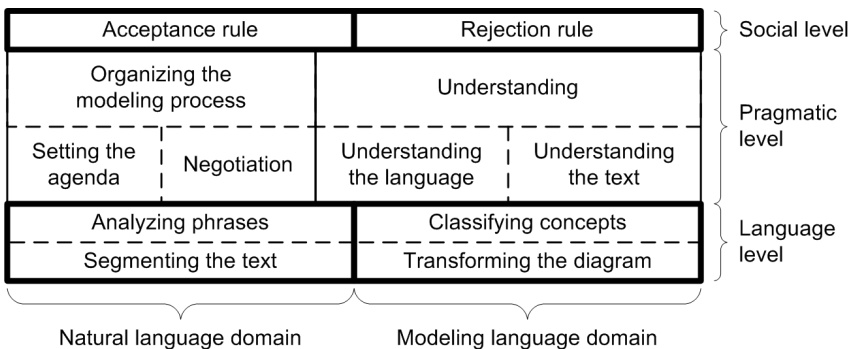 Acceptance rule
Rejection rule
Social level
Organizing the
modeling process
Understanding
Pragmatic
level
Setting the
agenda
Negotiation
Understanding
the language
Understanding
the text
Analyzing phrases
Classifying concepts
Language
level
Segmenting the text
Transforming the diagram
Natural language domain
Modeling language domain